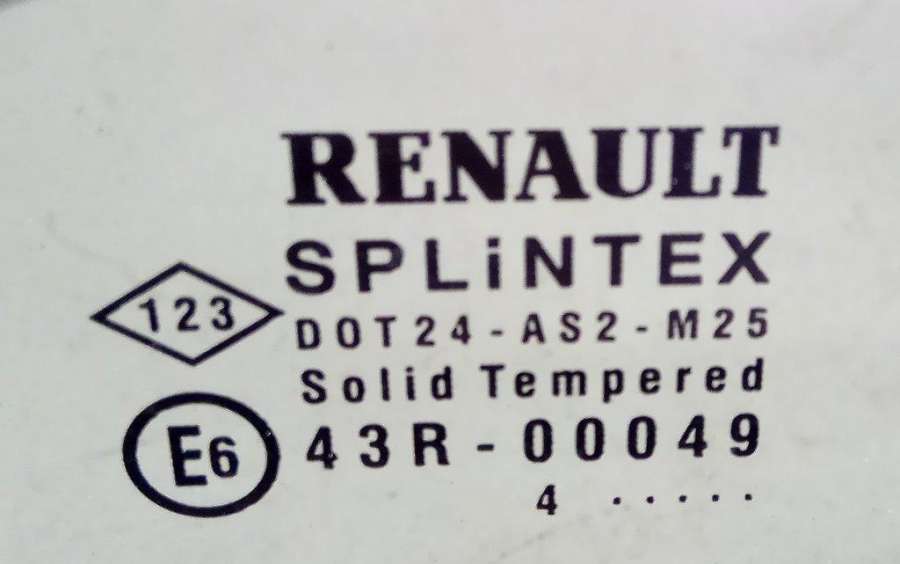 RENAULT
SPLiNTEX
123
DOT24-AS2-M25
Solid Tempered
E6
43R-00049
4 .....